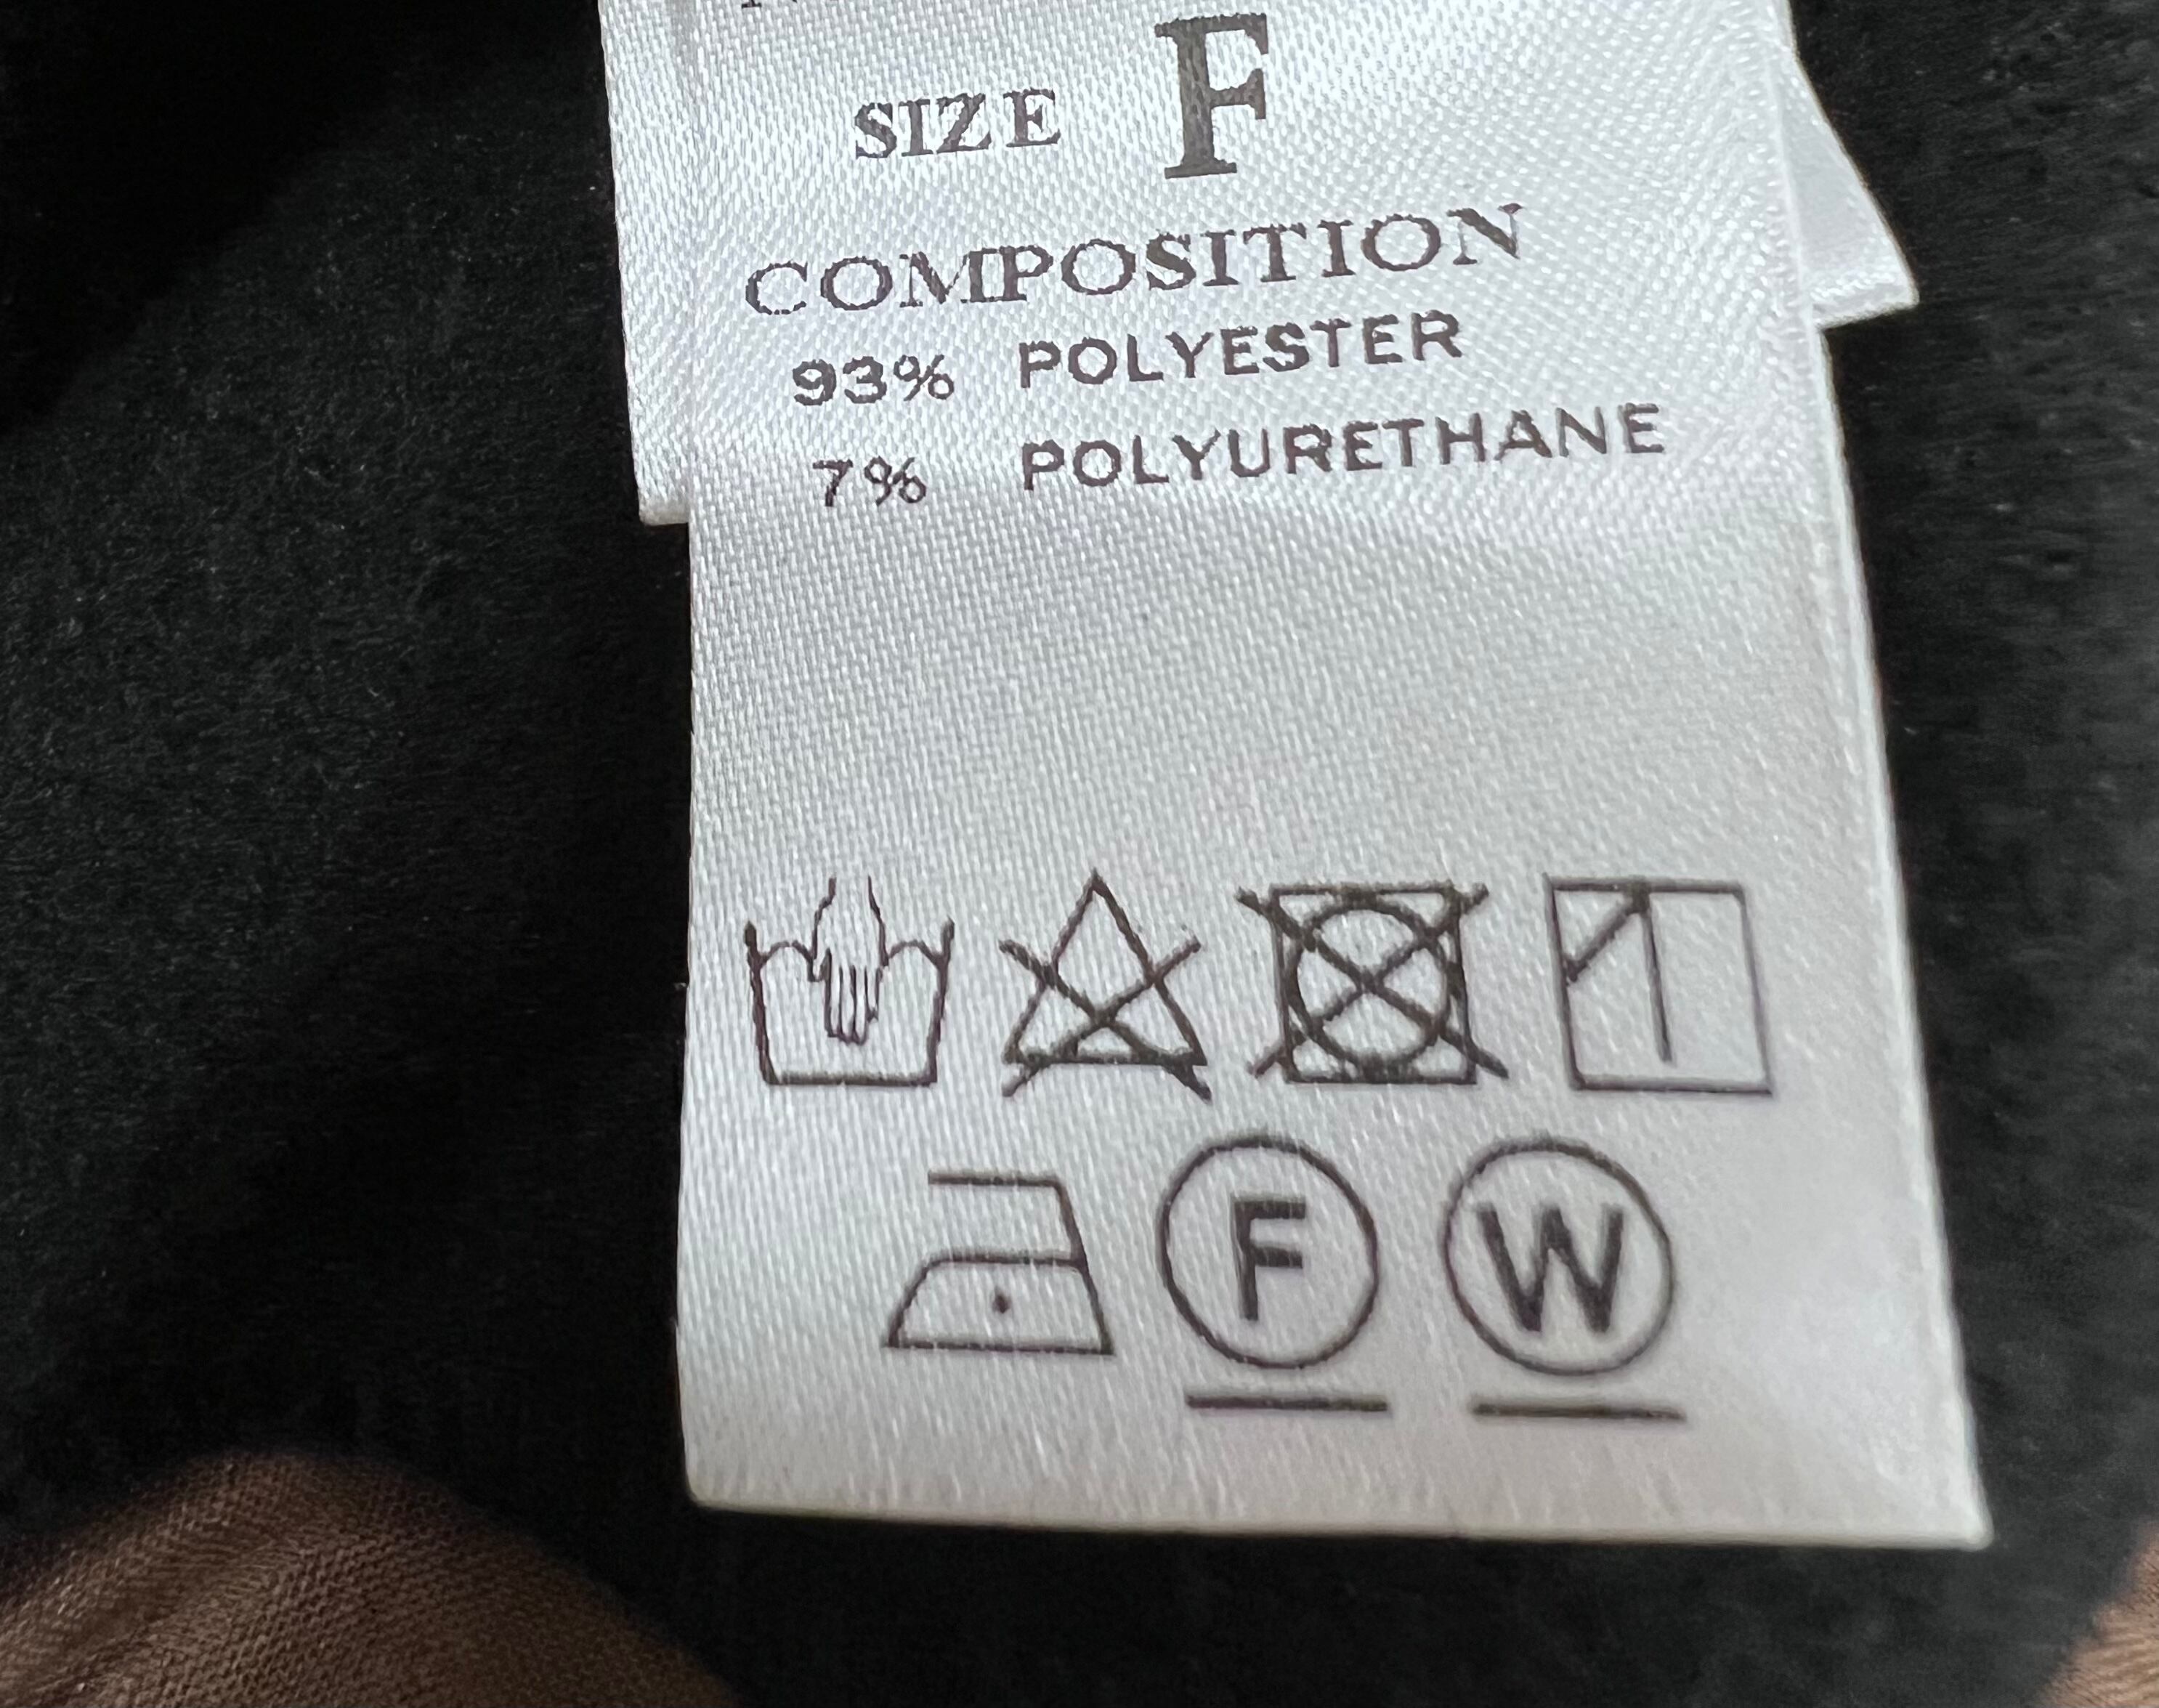 SIZE F
COMPOSITION
93% POLYESTER
7% POLYURETHANE
F W